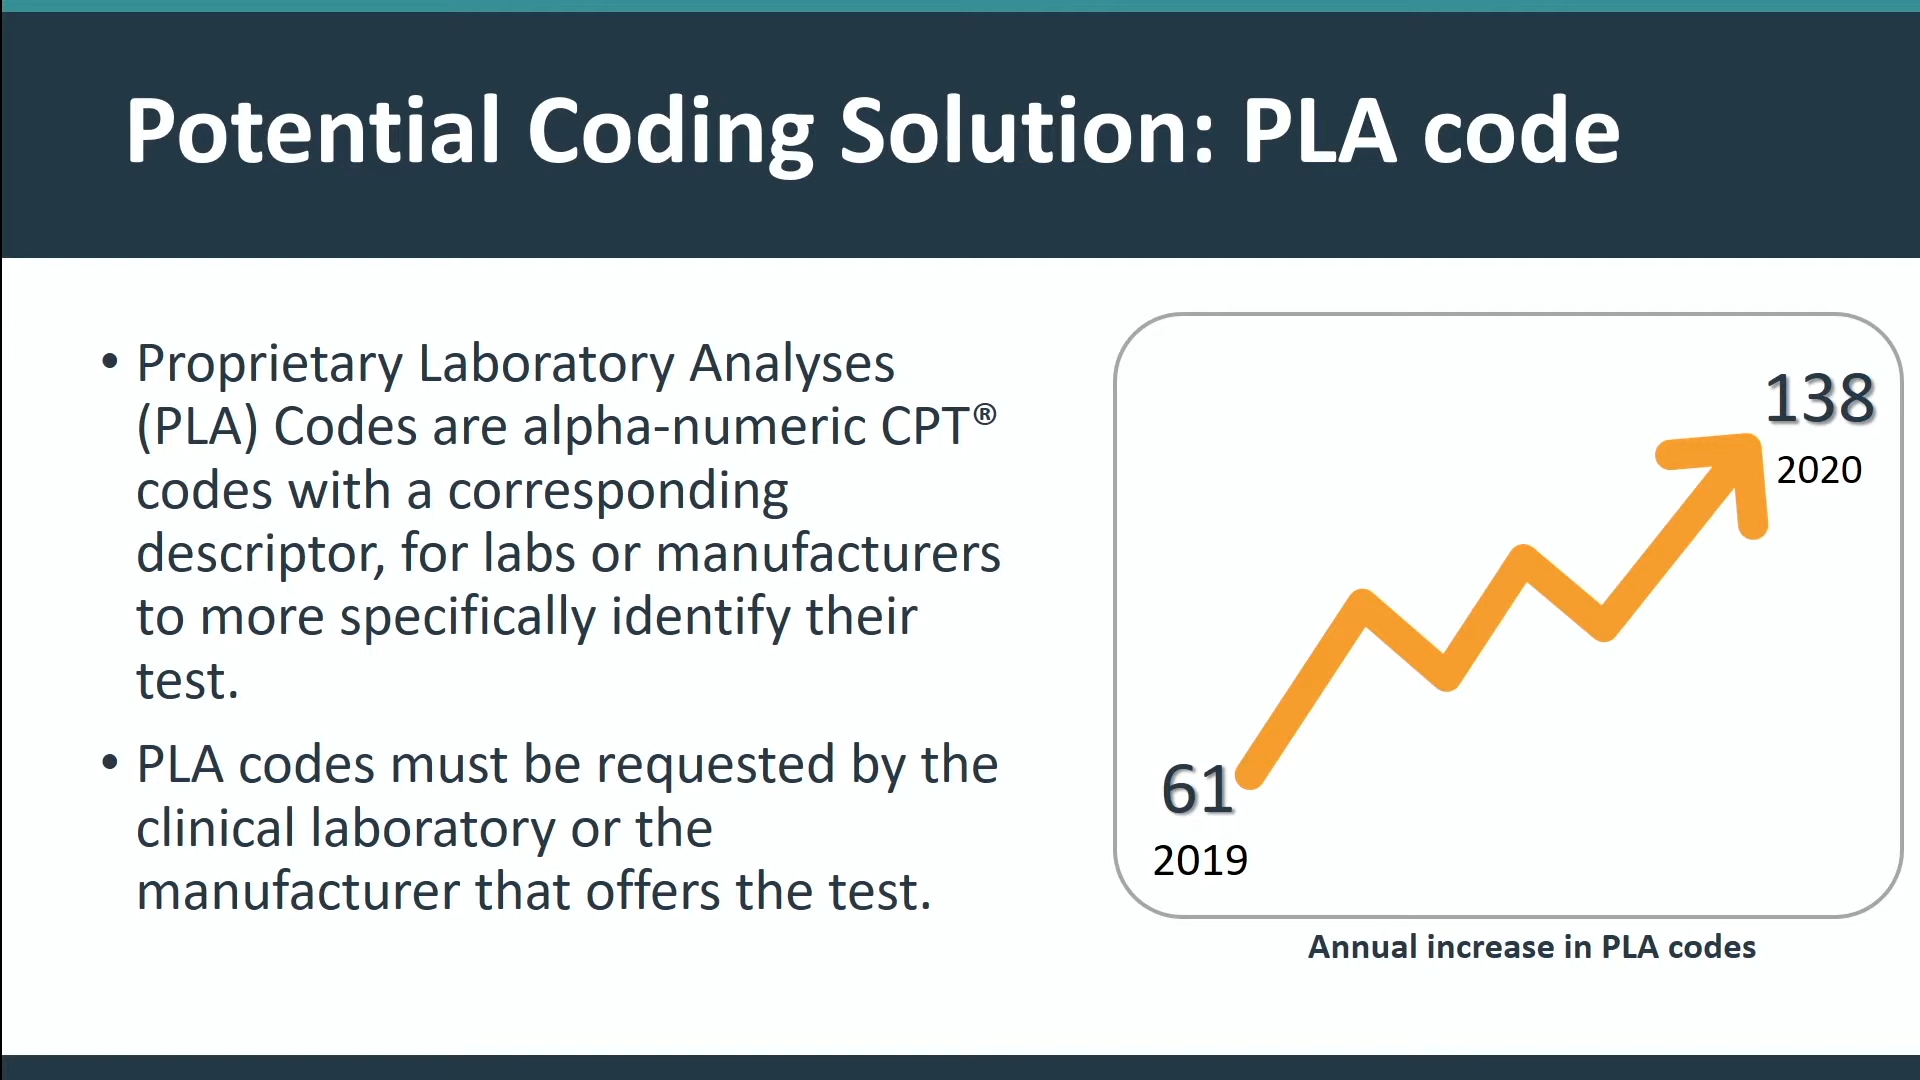 Potential Coding Solution: PLA code
• Proprietary Laboratory Analyses
(PLA) Codes are alpha-numeric CPT®
codes with a corresponding
descriptor, for labs or manufacturers
to more specifically identify their
test.
• PLA codes must be requested by the
clinical laboratory or the
manufacturer that offers the test.
138
2020
61
2019
Annual increase in PLA codes